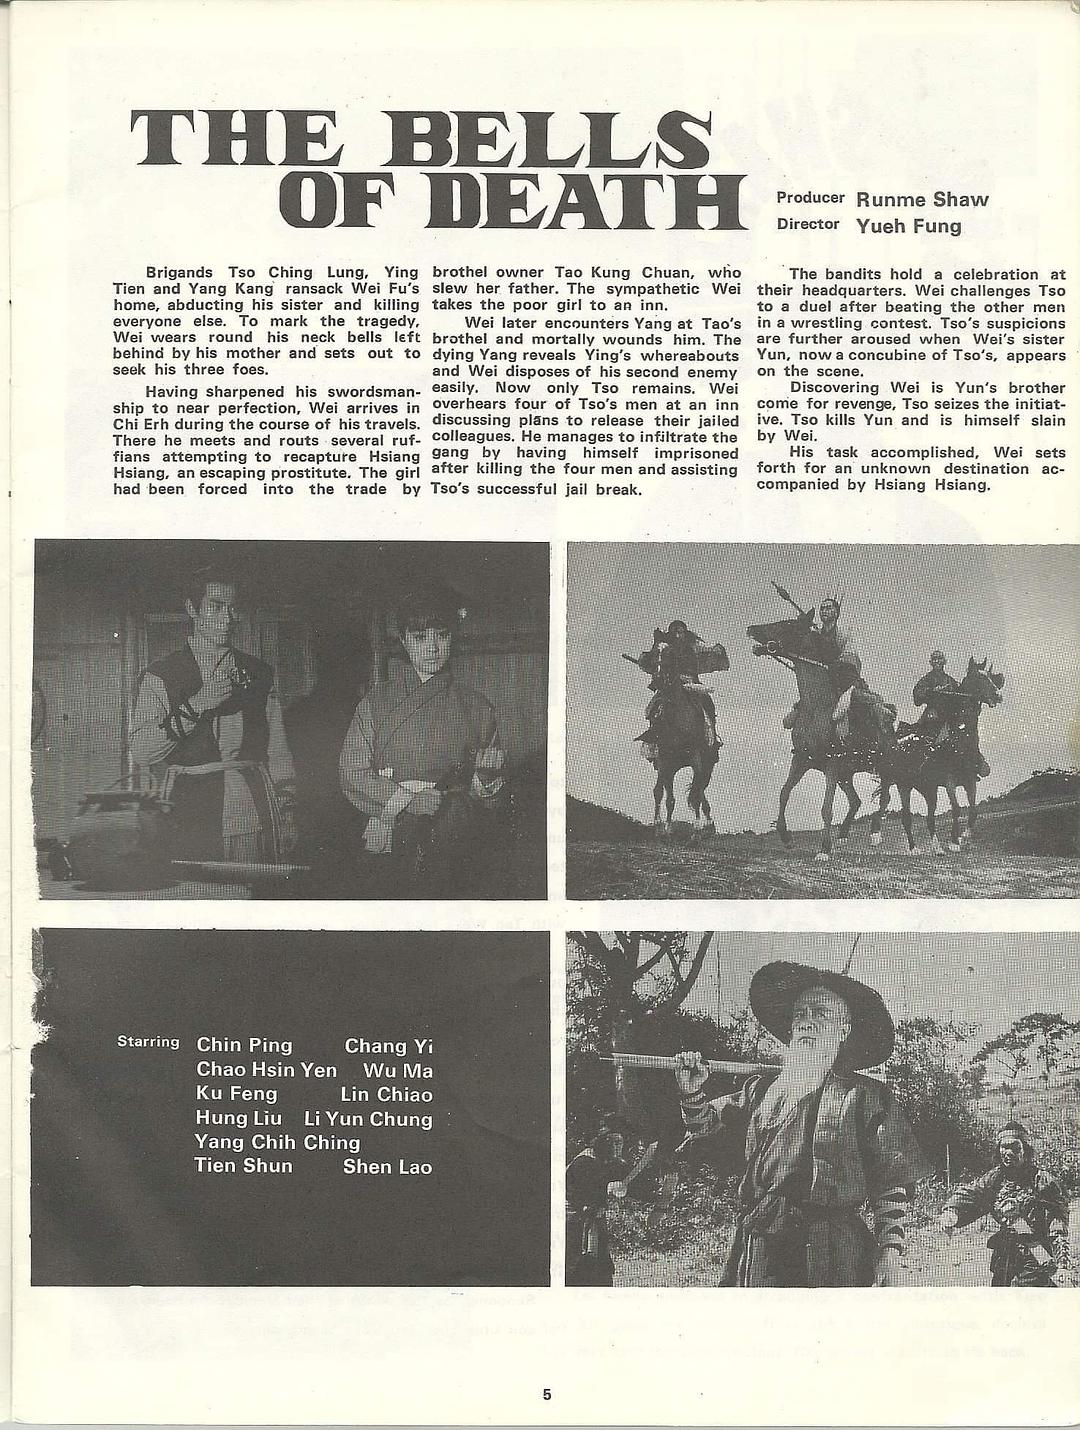 THE BELLS
OF DEATH
Producer Runme Shaw
Director Yueh Fung
Brigands Tso Ching Lung, Ying
Tien and Yang Kang ransack Wei Fu's
home, abducting his sister and killing
everyone else. To mark the tragedy,
Wei wears round his neck bells left
behind by his mother and sets out to
seek his three foes.
Having sharpened his swordsman-
ship to near perfection, Wei arrives in
Chi Erh during the course of his travels.
There he meets and routs several ruf-
fians attempting to recapture Hsiang
Hsiang, an escaping prostitute. The girl
had been forced into the trade by
brothel owner Tao Kung Chuan, who
slew her father. The sympathetic Wei
takes the poor girl to an inn.
Wei later encounters Yang at Tao's
brothel and mortally wounds him. The
dying Yang reveals Ying's whereabouts
and Wei disposes of his second enemy
easily. Now only Tso remains. Wei
overhears four of Tso's men at an inn
discussing plans to release their jailed
colleagues. He manages to infiltrate the
gang by having himself imprisoned
after killing the four men and assisting
Tso's successful jail break.
The bandits hold a celebration at
their headquarters. Wei challenges Tso
to a duel after beating the other men
in a wrestling contest. Tso's suspicions
are further aroused when Wei's sister
Yun, now a concubine of Tso's, appears
on the scene.
Discovering Wei is Yun's brother
come for revenge, Tso seizes the initiat-
ive. Tso kills Yun and is himself slain
by Wei.
His task accomplished, Wei sets
forth for an unknown destination ac-
companied by Hsiang Hsiang.
Starring Chin Ping Chang Yi
Chao Hsin Yen Wu Ma
Ku Feng Lin Chiao
Hung Liu Li Yun Chung
Yang Chih Ching
Tien Shun Shen Lao
5